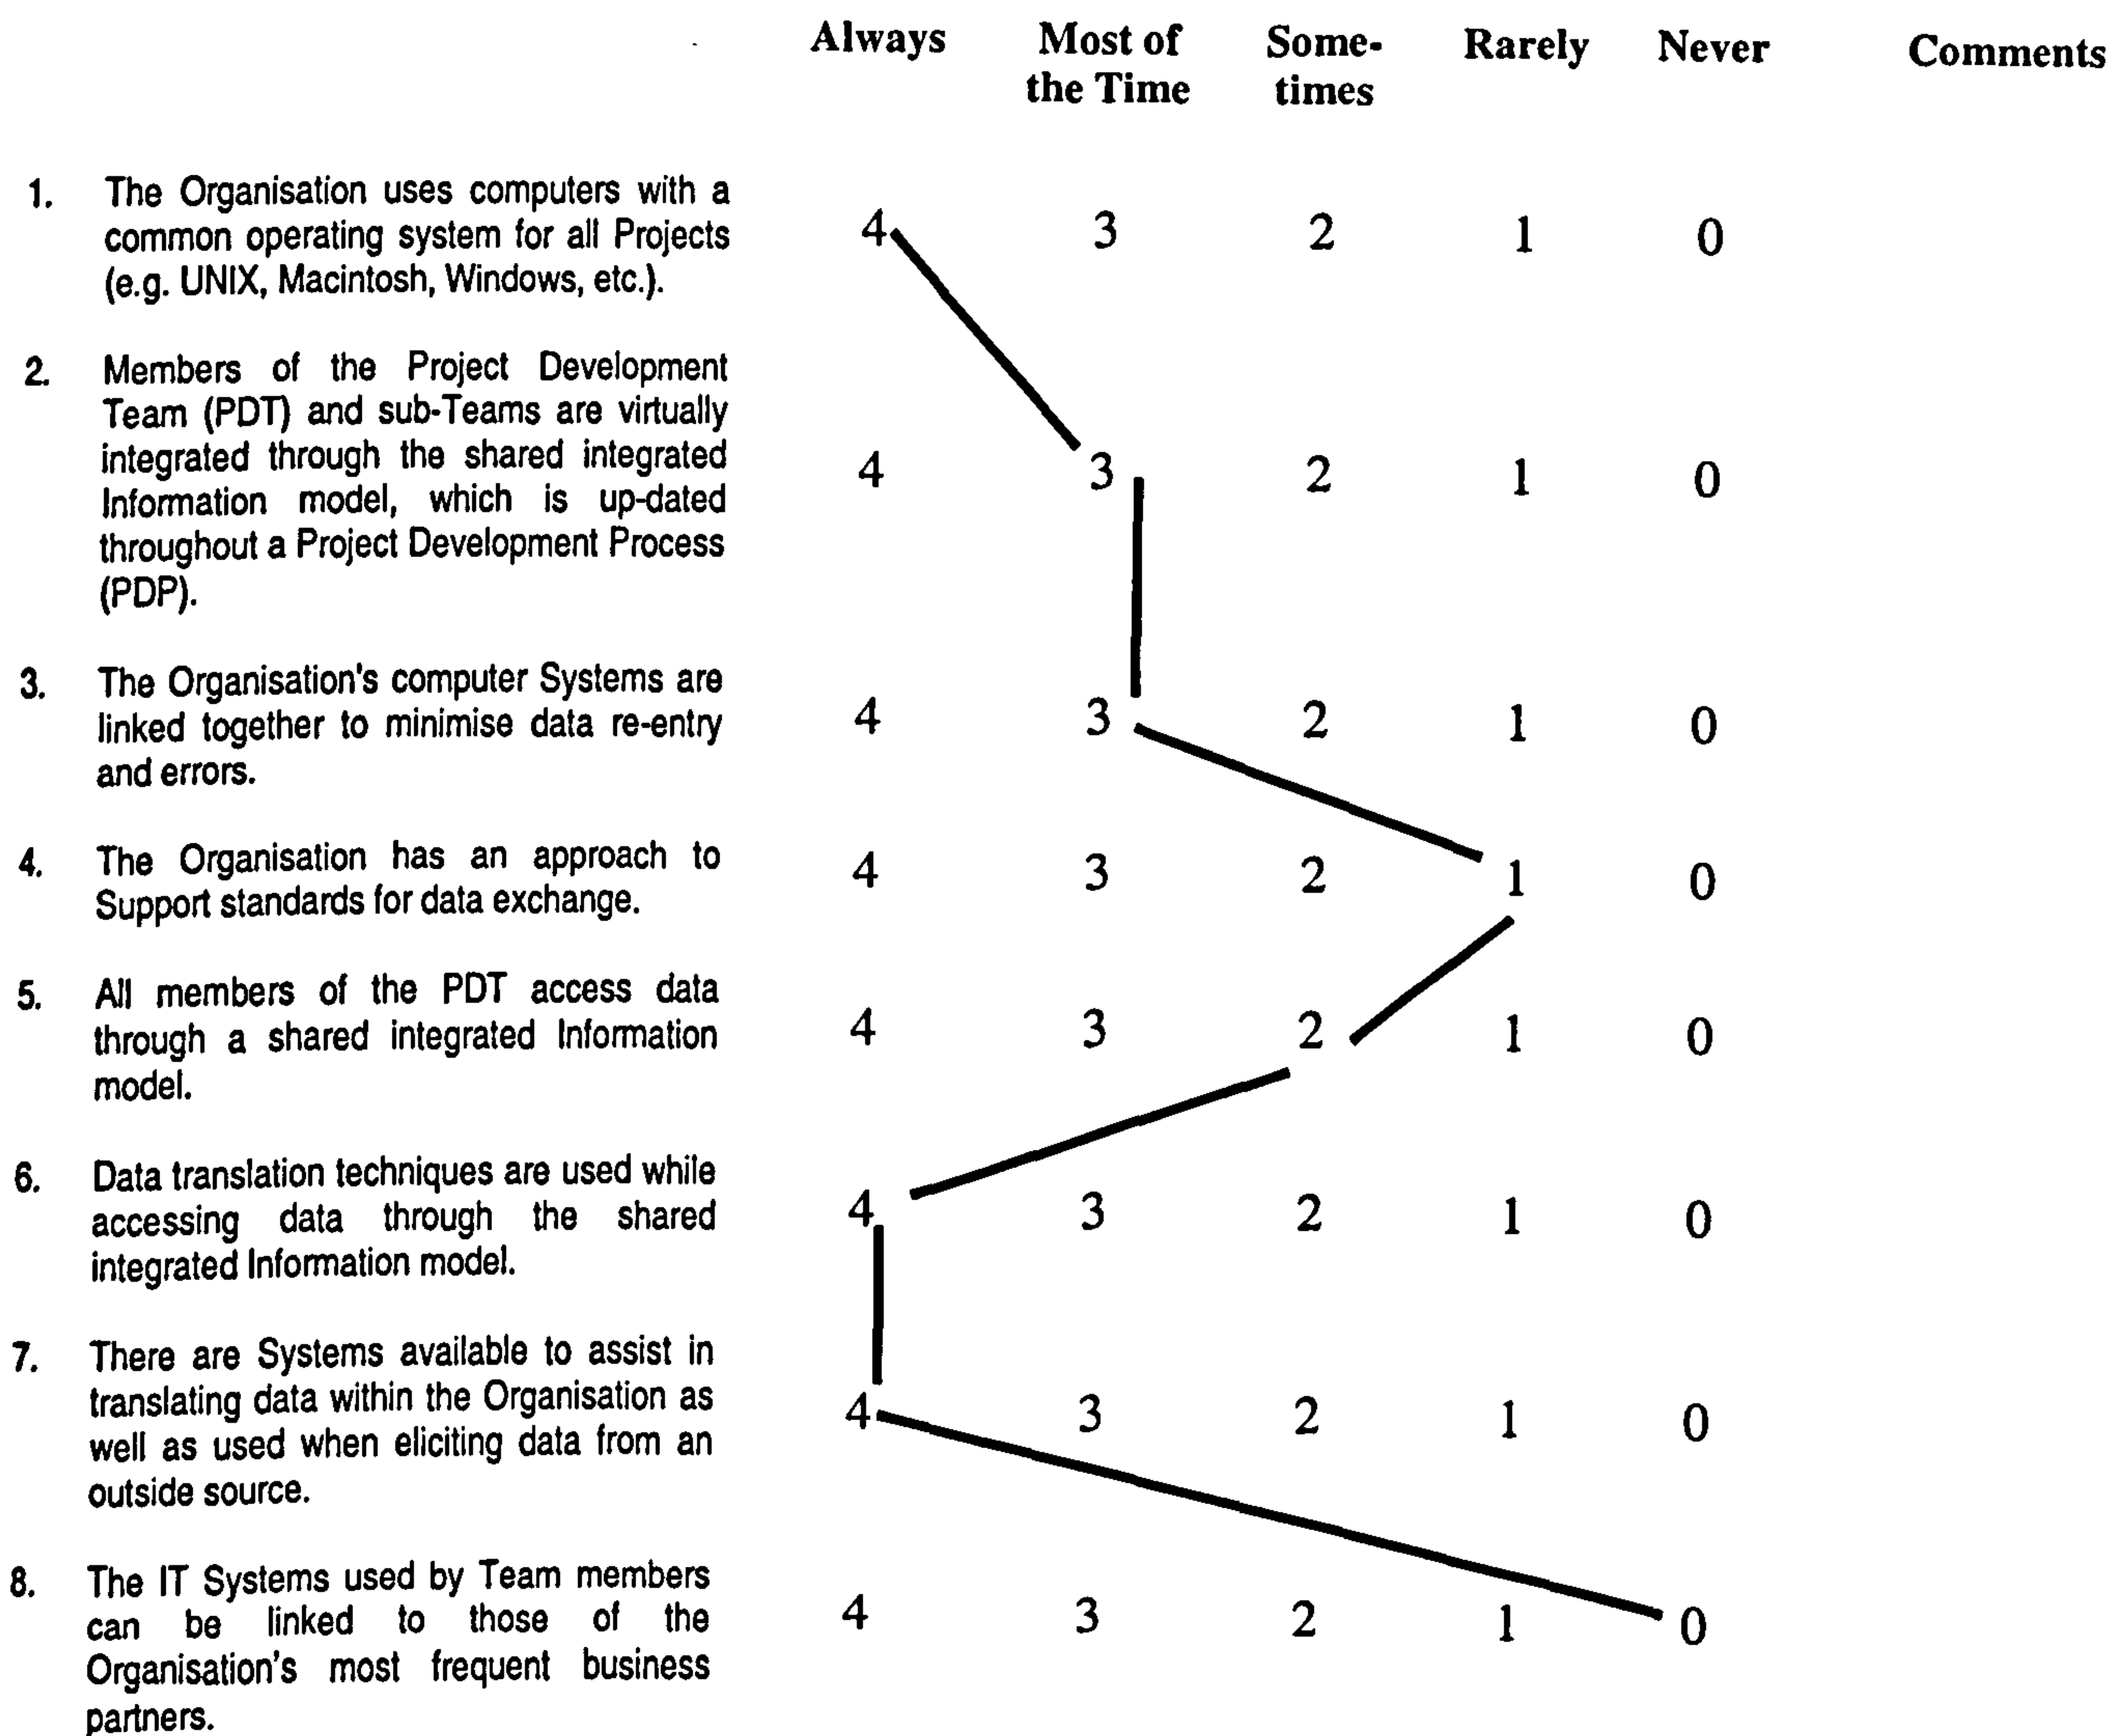 Always Most of the Time Some-times Rarely Never Comments
1. The Organisation uses computers with a
common operating system for all Projects
(e.g. UNIX, Macintosh, Windows, etc.).
4 3 2 1 0
2. Members of the Project Development
Team (PDT) and sub-Teams are virtually
integrated through the shared integrated
Information model, which is up-dated
throughout a Project Development Process
(PDP).
4 3 2 1 0
3. The Organisation's computer Systems are
linked together to minimise data re-entry
and errors.
4 3 2 1 0
4. The Organisation has an approach to
Support standards for data exchange.
4 3 2 1 0
5. All members of the PDT access data
through a shared integrated Information
model.
4 3 2 1 0
6. Data translation techniques are used while
accessing data through the shared
integrated Information model.
4 3 2 1 0
7. There are Systems available to assist in
translating data within the Organisation as
well as used when eliciting data from an
outside source.
4 3 2 1 0
8. The IT Systems used by Team members
can be linked to those of the
Organisation's most frequent business
partners.
4 3 2 1 0